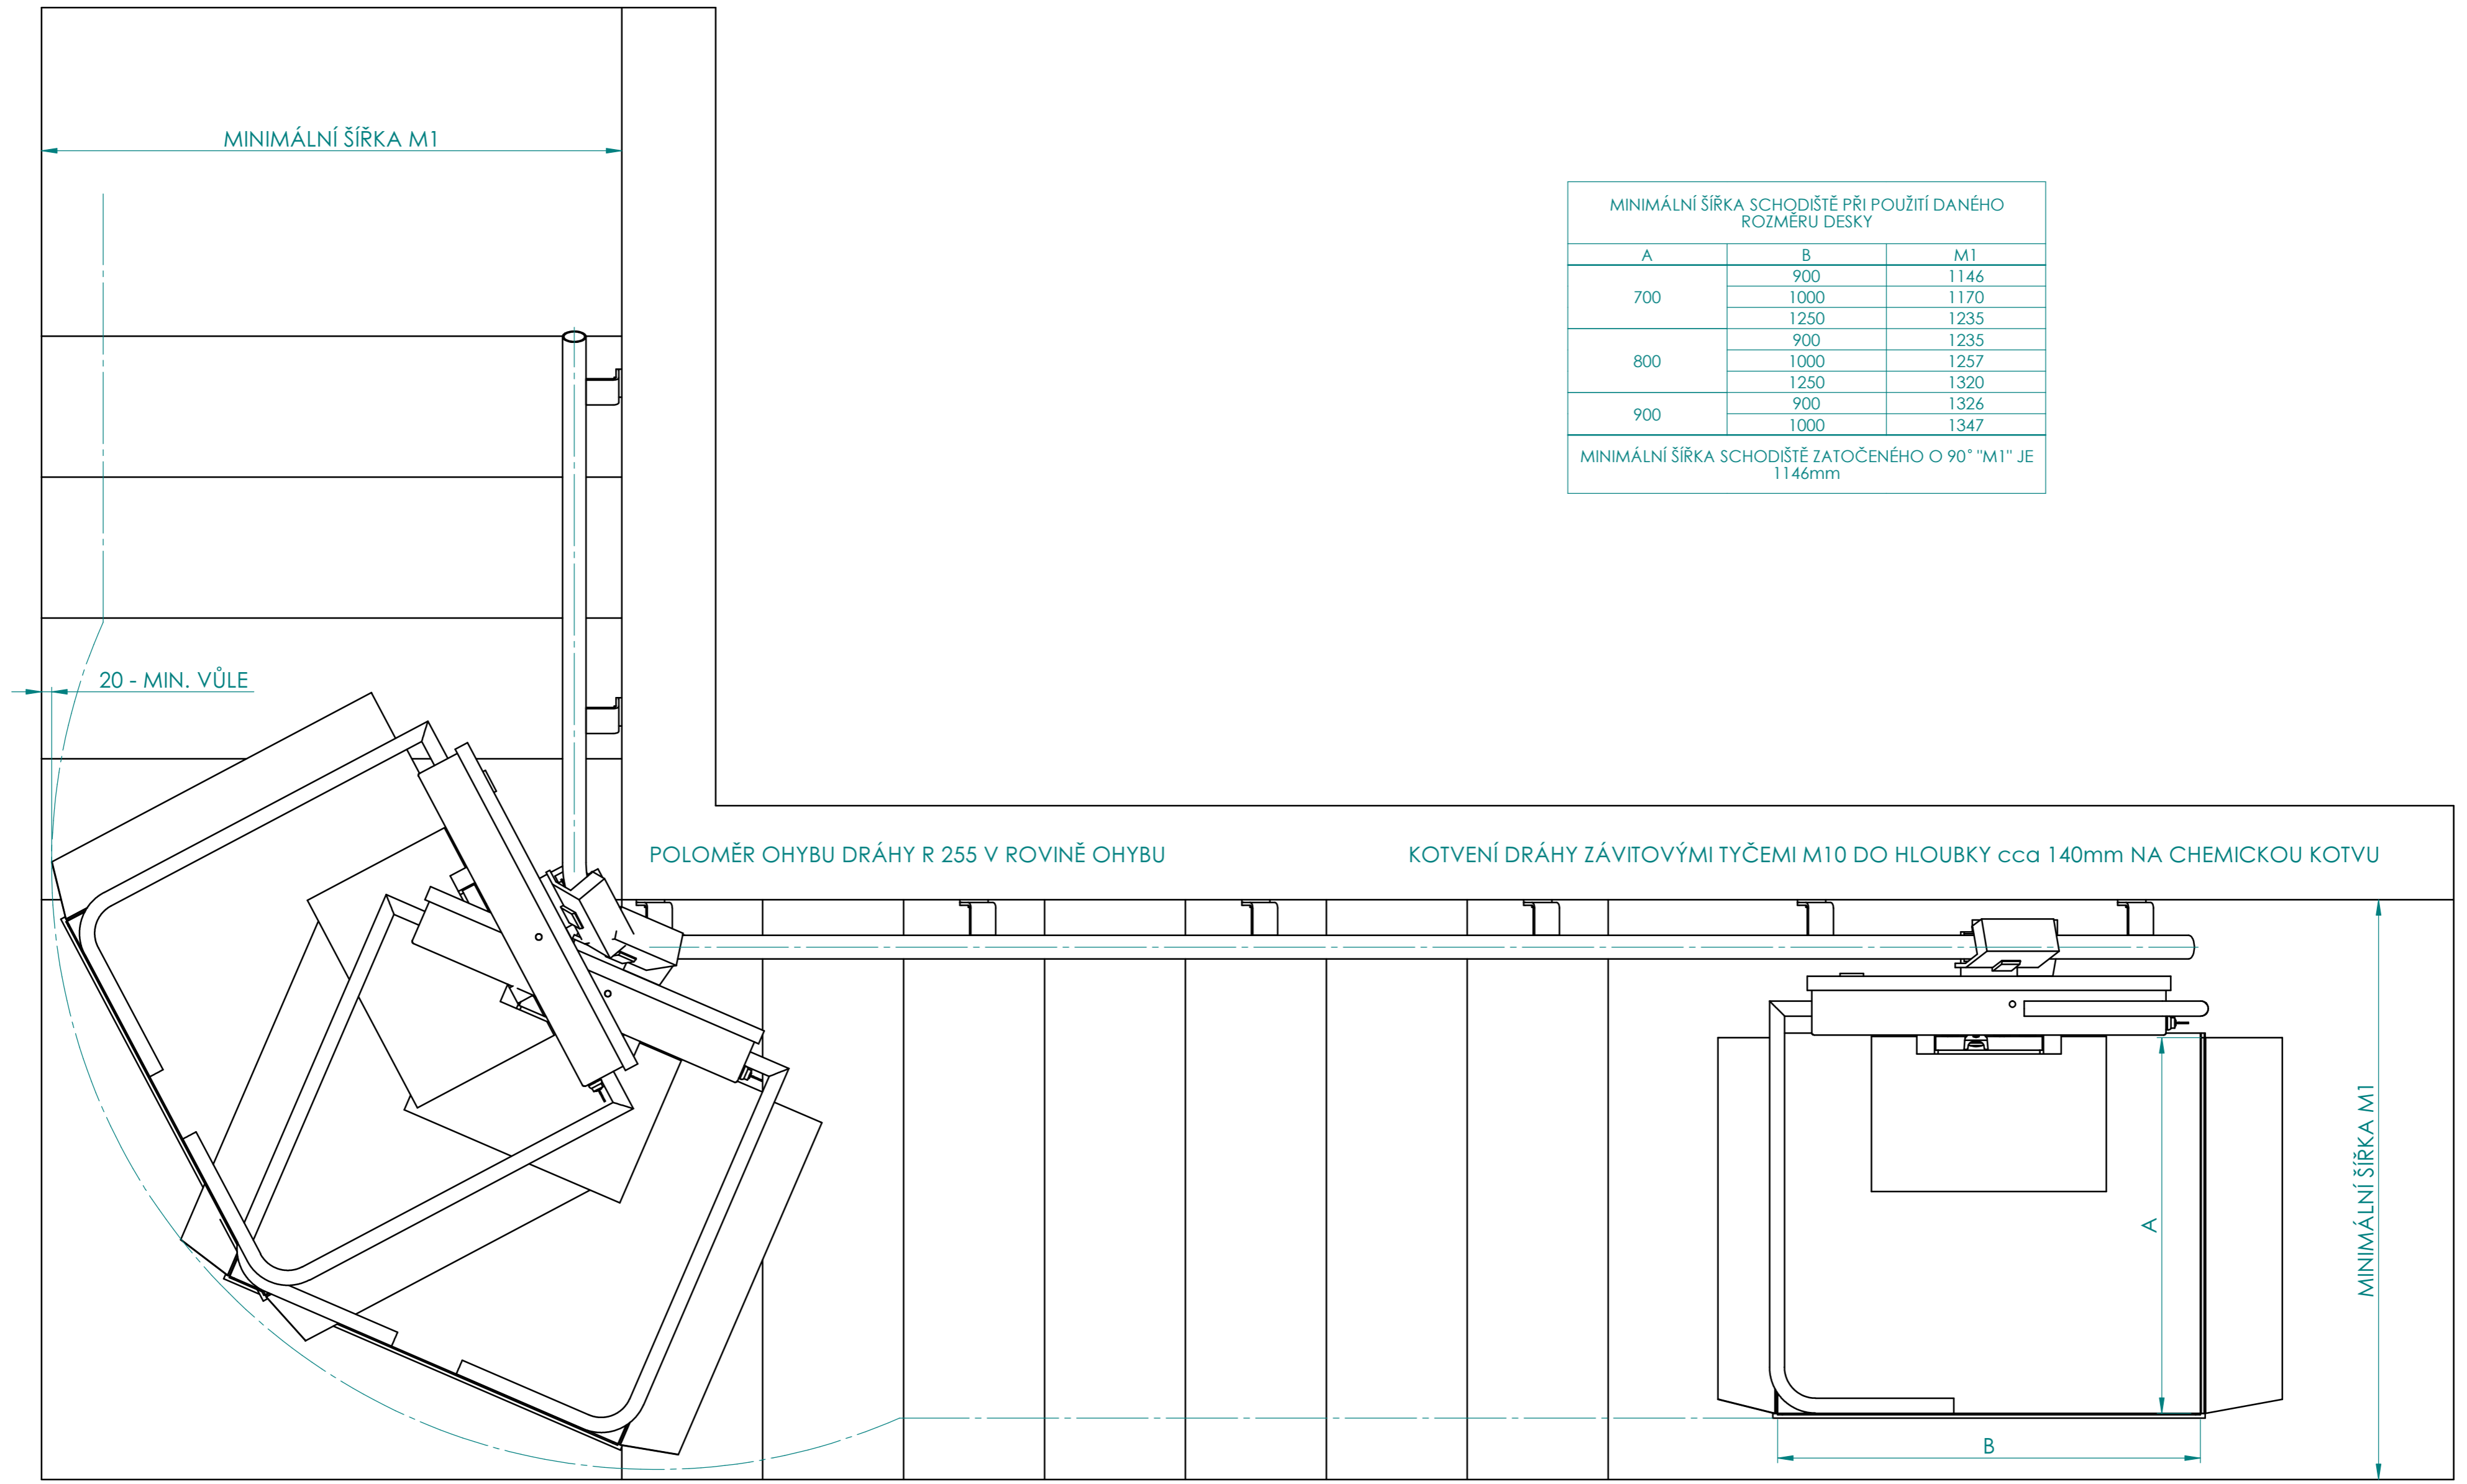 MINIMÁLNÍ ŠÍŘKA M1
MINIMÁLNÍ ŠÍŘKA SCHODIŠTĚ PŘI POUŽITÍ DANÉHO
ROZMĚRU DESKY
A B M1
700 900 1146
1000 1170
1250 1235
800 900 1235
1000 1257
1250 1320
900 900 1326
1000 1347
MINIMÁLNÍ ŠÍŘKA SCHODIŠTĚ ZATOČENÉHO O 90° "M1" JE
1146mm
20 - MIN. VŮLE
POLOMĚR OHYBU DRÁHY R 255 V ROVINĚ OHYBU
KOTVENÍ DRÁHY ZÁVITOVÝMI TYČEMI M10 DO HLOUBKY cca 140mm NA CHEMICKOU KOTVU
A
MINIMÁLNÍ ŠÍŘKA M1
B